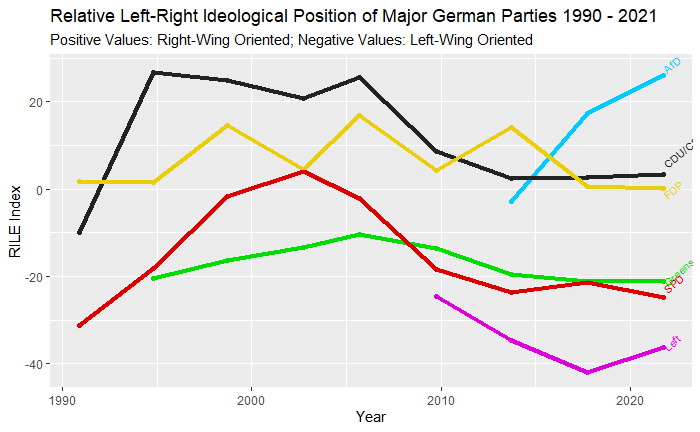 Relative Left-Right Ideological Position of Major German Parties 1990 - 2021
Positive Values: Right-Wing Oriented; Negative Values: Left-Wing Oriented
AfD
20
CDU/CS
0
FDP
RILE Index
-20
Greens
SPD
Left
-40
1990
2000
2010
2020
Year